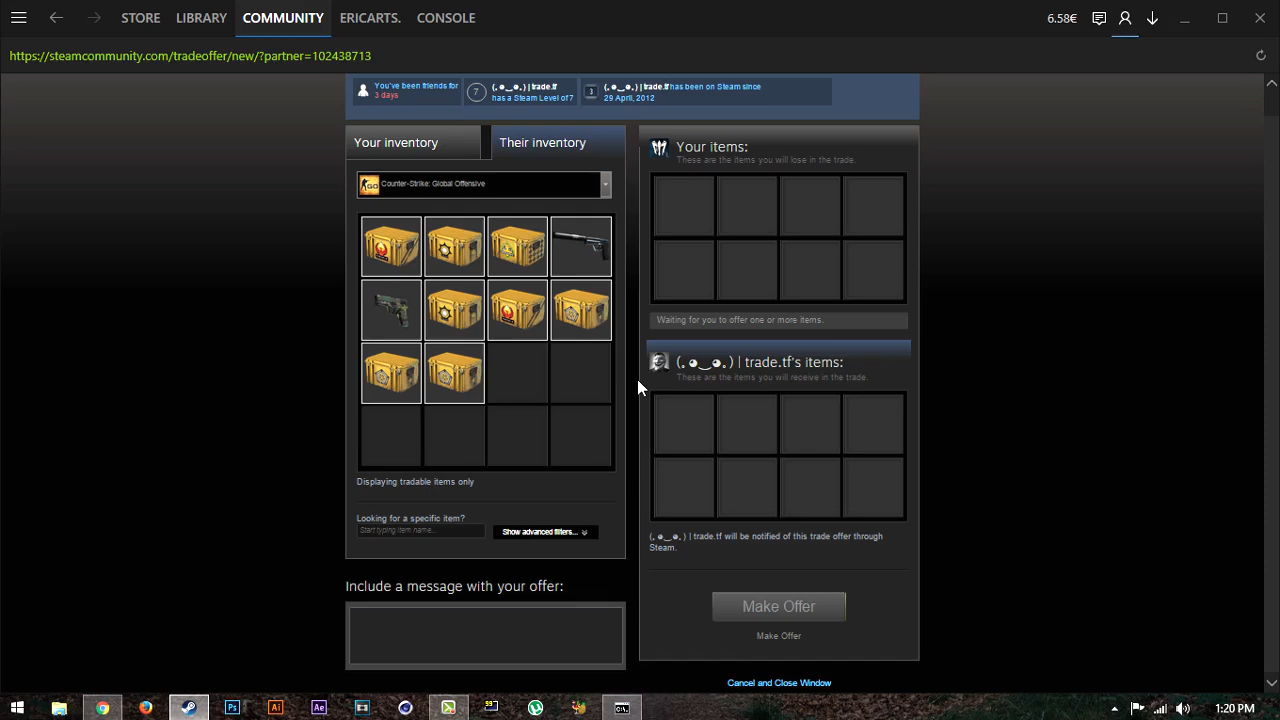 STORE LIBRARY COMMUNITY ERICARTS. CONSOLE 6.58€
https://steamcommunity.com/tradeoffer/new/?partner=102438713
You've been friends for
3 days
7
(｡◕‿◕｡) | trade.tf
has a Steam Level of 7
3
(｡◕‿◕｡) | trade.tf has been on Steam since
29 April, 2012
Your inventory
Their inventory
GO Counter-Strike: Global Offensive
Displaying tradable items only
Looking for a specific item?
Start typing item name...
Show advanced filters...
Include a message with your offer:
Your items:
These are the items you will lose in the trade.
Waiting for you to offer one or more items.
(｡◕‿◕｡) | trade.tf's items:
These are the items you will receive in the trade.
(｡◕‿◕｡) | trade.tf will be notified of this trade offer through
Steam.
Make Offer
Make Offer
Cancel and Close Window
Ps Ai Ae 99 1:20 PM